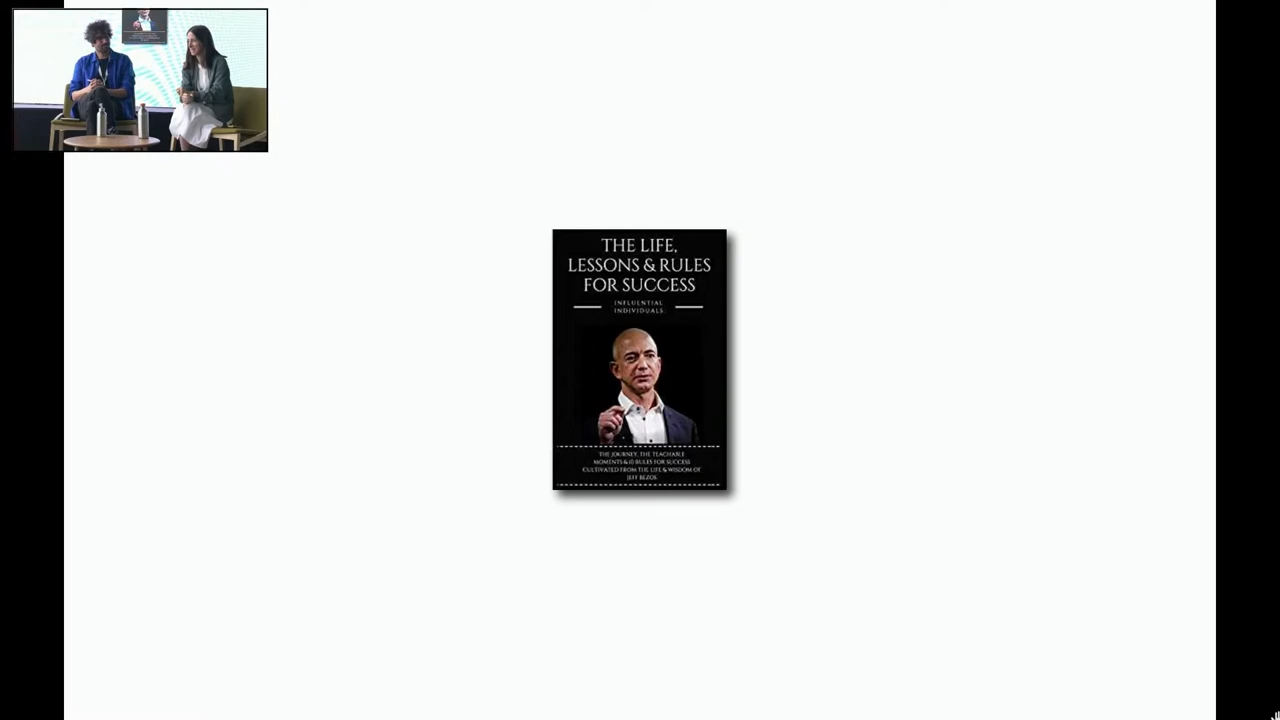 THE LIFE,
LESSONS & RULES
FOR SUCCESS
INFLUENTIAL
INDIVIDUALS
THE JOURNEY, THE TEACHABLE
MOMENTS & 10 RULES FOR SUCCESS
CULTIVATED FROM THE LIFE & WISDOM OF
JEFF BEZOS